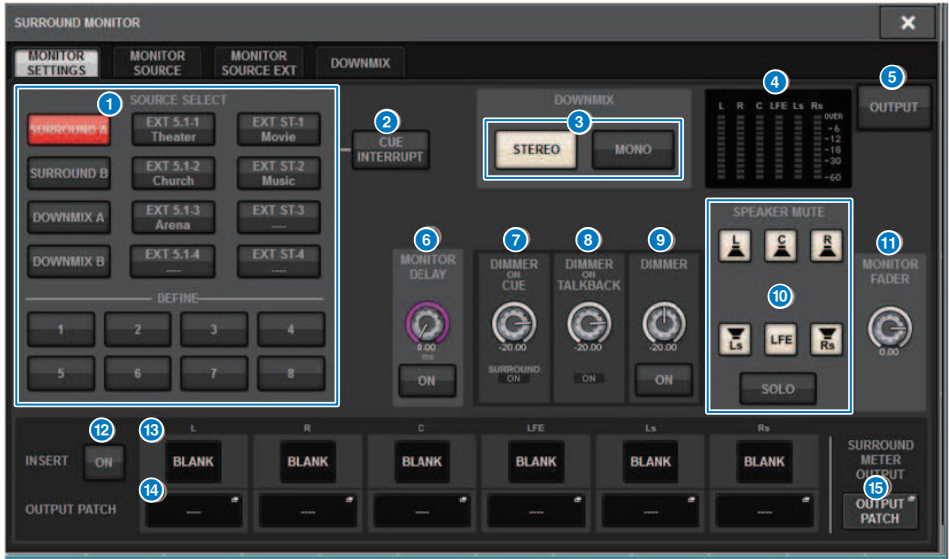 SURROUND MONITOR
MONITOR SETTINGS
MONITOR SOURCE
MONITOR SOURCE EXT
DOWNMIX
1
SOURCE SELECT
SURROUND A
EXT 5.1-1
Theater
EXT ST-1
Movie
SURROUND B
EXT 5.1-2
Church
EXT ST-2
Music
DOWNMIX A
EXT 5.1-3
Arena
EXT ST-3
----
DOWNMIX B
EXT 5.1-4
----
EXT ST-4
----
DEFINE
1 2 3 4
5 6 7 8
2
CUE
INTERRUPT
DOWNMIX
3
STEREO
MONO
4
L R C LFE Ls Rs
OVER
-6
-12
-18
-30
-60
5
OUTPUT
6
MONITOR
DELAY
0.00
ms
ON
7
DIMMER
ON
CUE
-20.00
SURROUND
ON
8
DIMMER
ON
TALKBACK
-20.00
ON
9
DIMMER
-20.00
ON
SPEAKER MUTE
L C R
10
Ls LFE Rs
SOLO
11
MONITOR
FADER
0.00
12
INSERT
ON
13
L R C LFE Ls Rs
BLANK BLANK BLANK BLANK BLANK BLANK
14
OUTPUT PATCH
---- ---- ---- ---- ---- ----
SURROUND
METER
OUTPUT
15
OUTPUT
PATCH